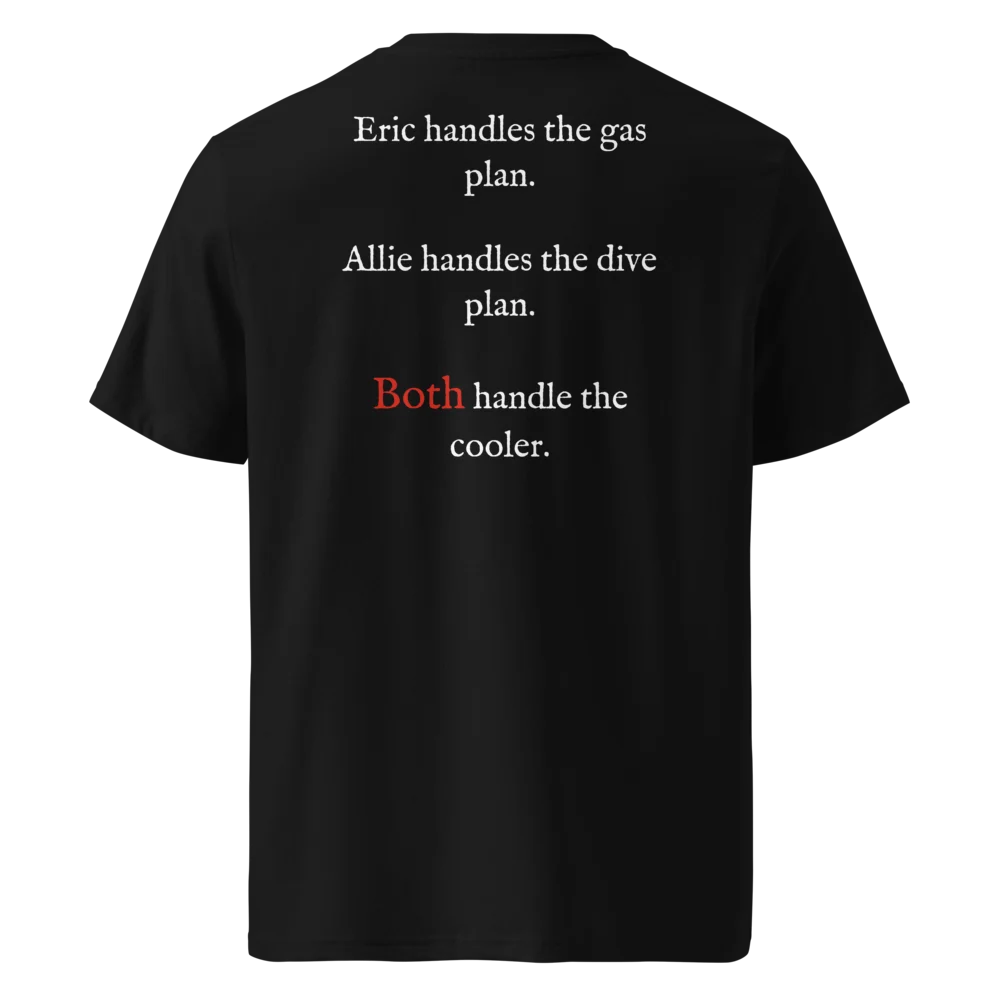 Eric handles the gas
plan.
Allie handles the dive
plan.
Both handle the
cooler.